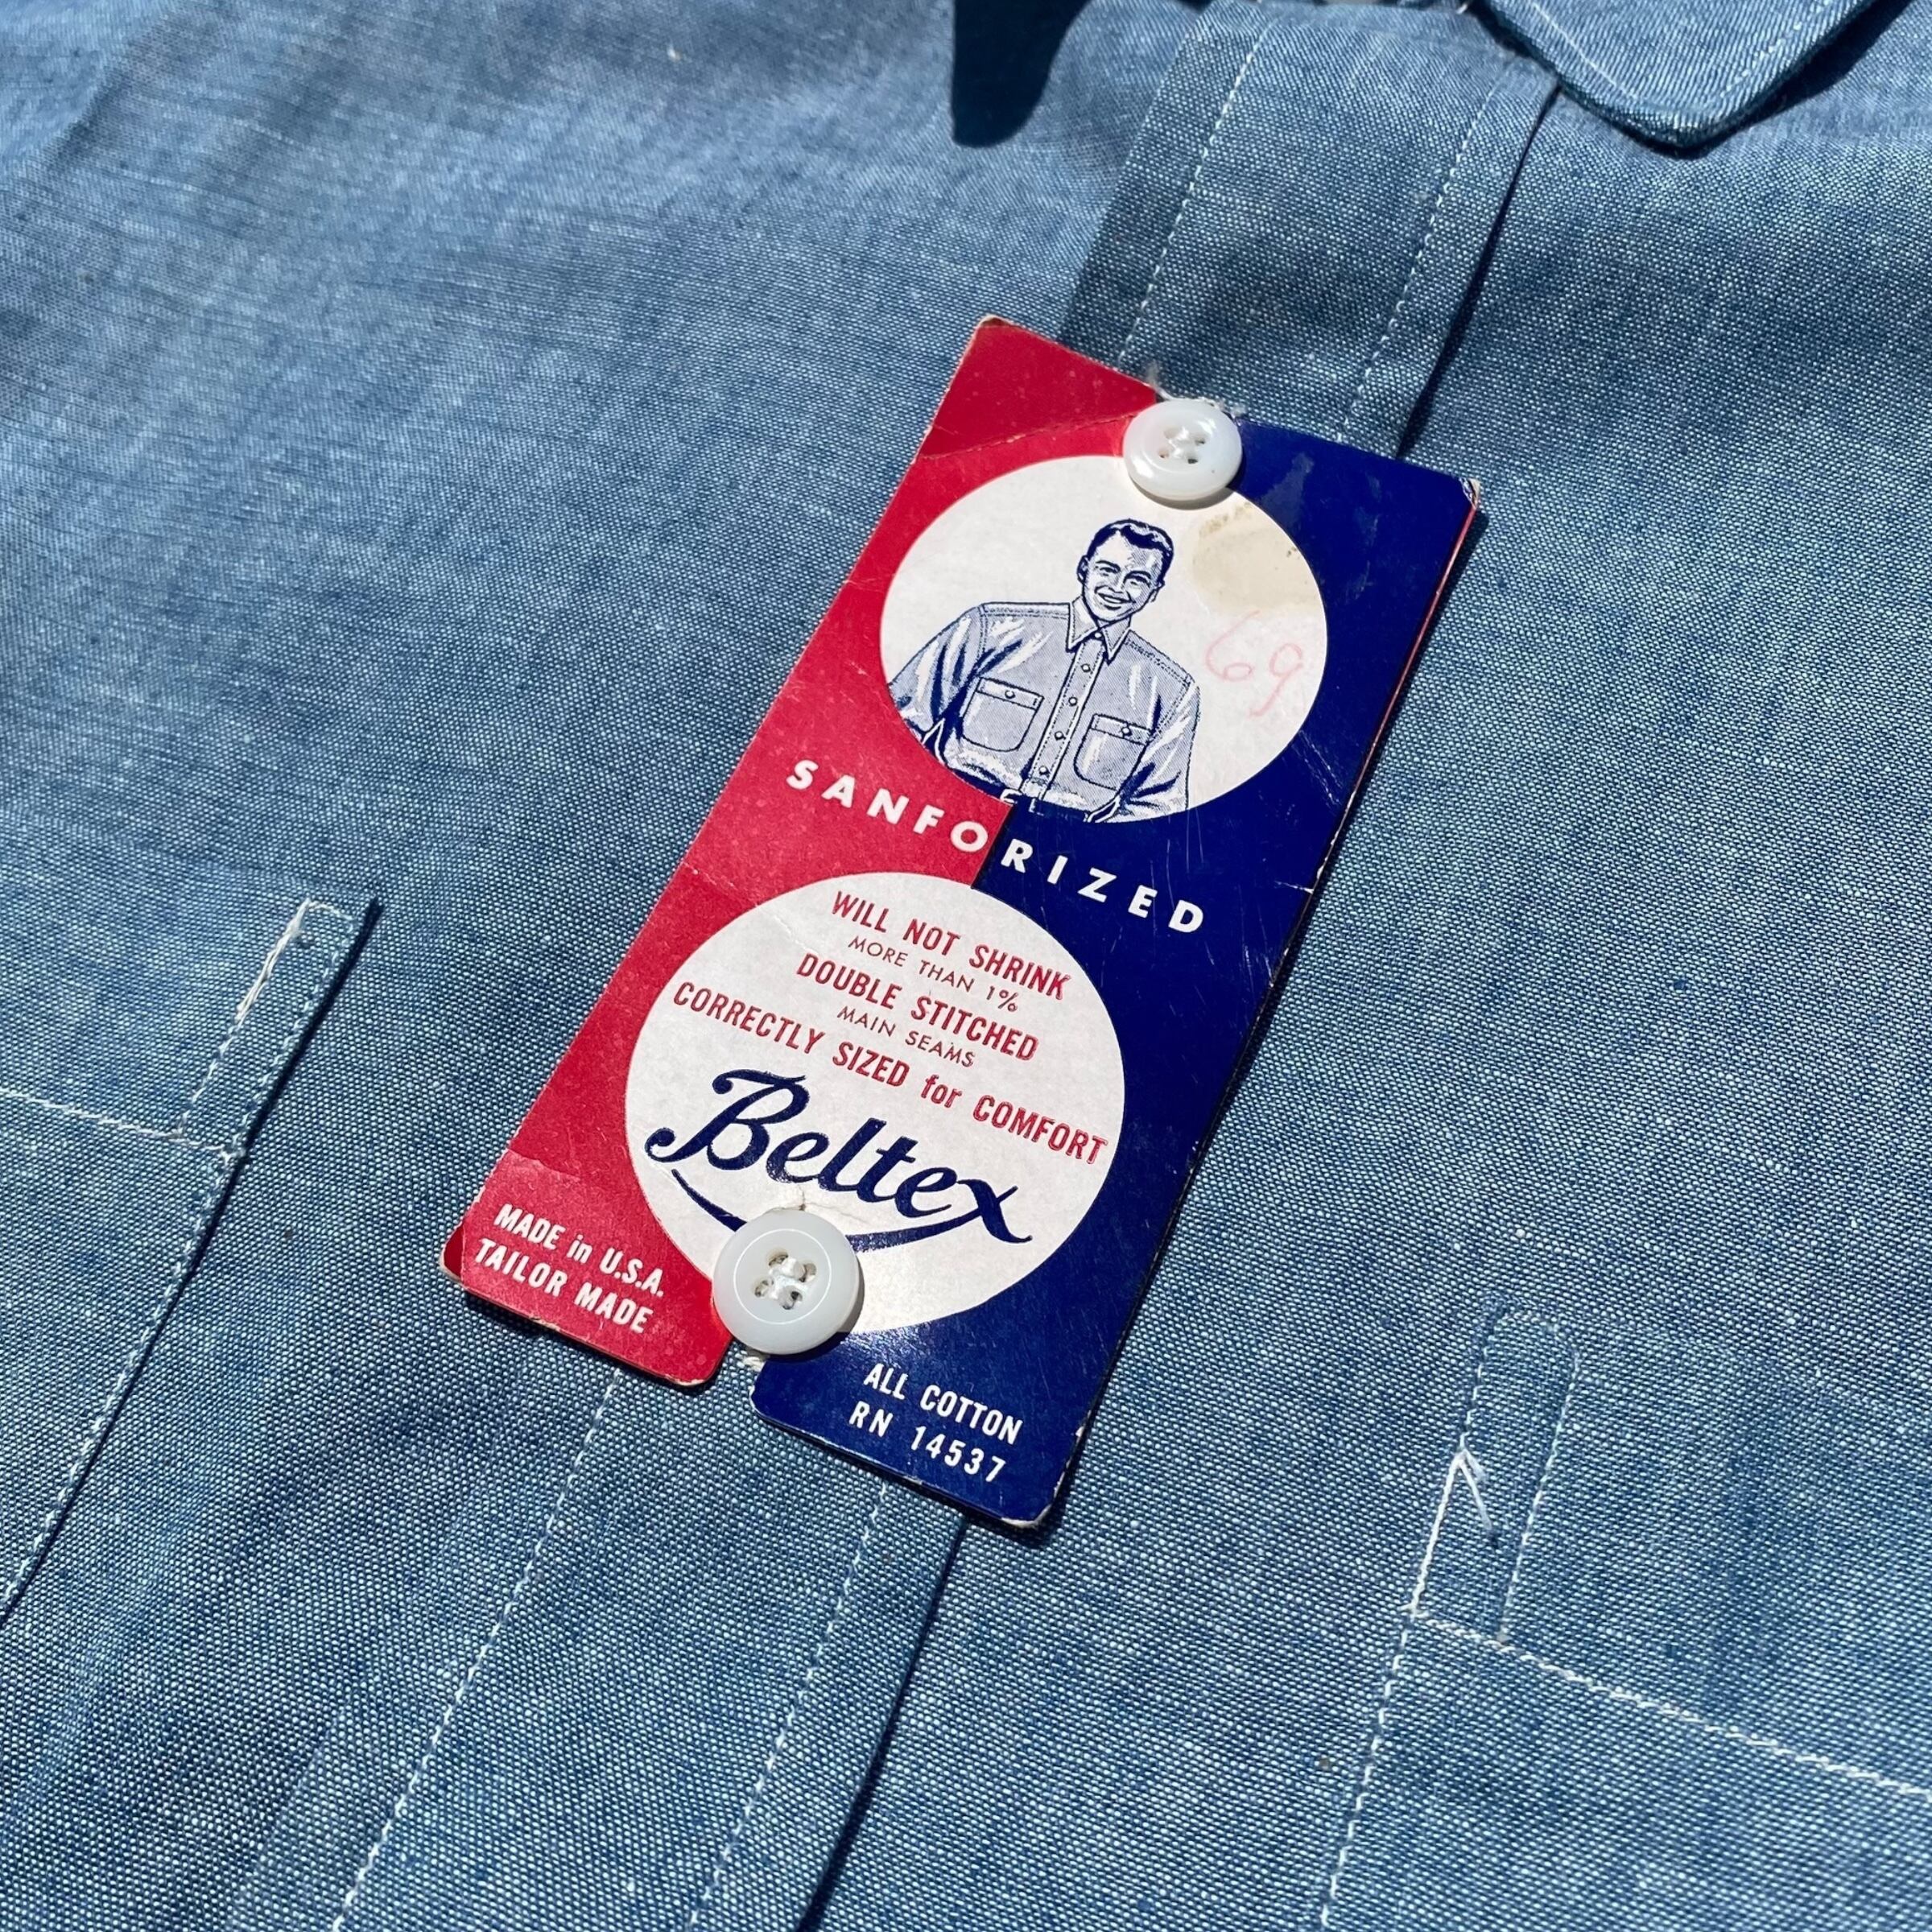 69
SANFORIZED
WILL NOT SHRINK
MORE THAN 1%
DOUBLE STITCHED
MAIN SEAMS
CORRECTLY SIZED for COMFORT
Beltex
MADE in U.S.A.
TAILOR MADE
ALL COTTON
RN 14537